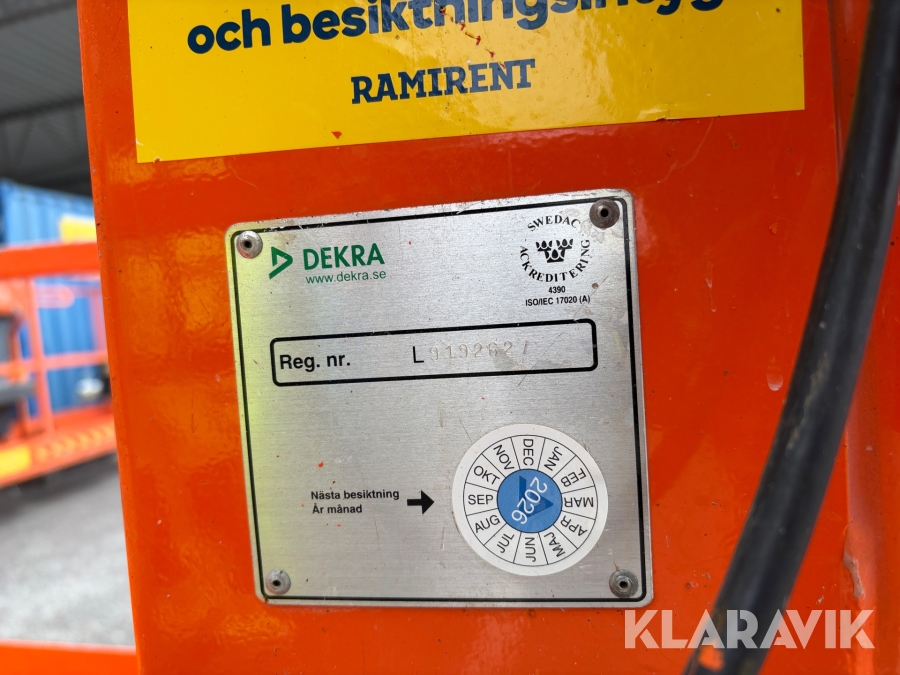 och besiktningsinty
RAMIRENT
DEKRA
www.dekra.se
SWEDAC
ACKREDITERING
4390
ISO/IEC 17020 (A)
Reg. nr. L
Nästa besiktning
År månad
JAN FEB MAR APR MAJ JUN JUL AUG SEP OKT NOV DEC
2026
KLARAVIK